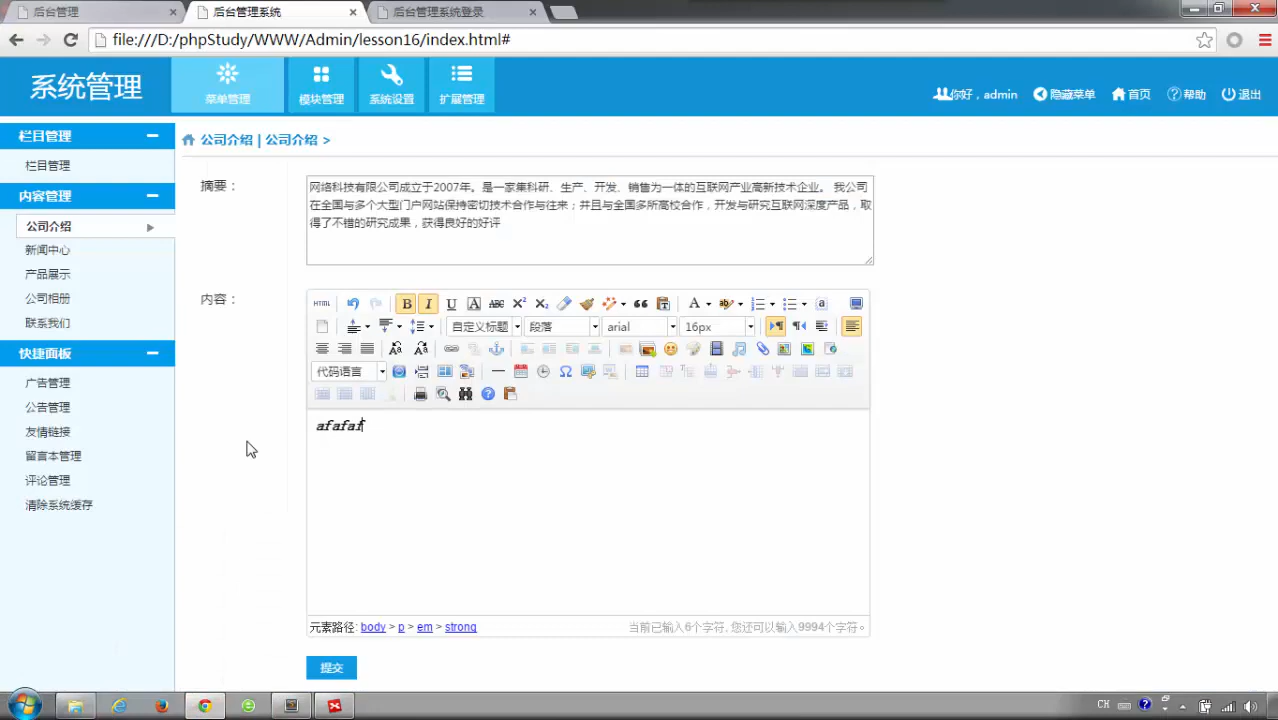 后台管理
后台管理系统
后台管理系统登录
file:///D:/phpStudy/WWW/Admin/lesson16/index.html#
系统管理
菜单管理
模块管理
系统设置
扩展管理
你好，admin
隐藏菜单
首页
帮助
退出
栏目管理
栏目管理
内容管理
公司介绍
新闻中心
产品展示
公司相册
联系我们
快捷面板
广告管理
公告管理
友情链接
留言本管理
评论管理
清除系统缓存
公司介绍 | 公司介绍 >
摘要：
网络科技有限公司成立于2007年。是一家集科研、生产、开发、销售为一体的互联网产业高新技术企业。 我公司
在全国与多个大型门户网站保持密切技术合作与往来；并且与全国多所高校合作，开发与研究互联网深度产品，取
得了不错的研究成果，获得良好的好评
内容：
HTML
B I U A ABC X² X₂ A ab a
自定义标题 段落 arial 16px
代码语言
afafaf
元素路径: body > p > em > strong
当前已输入6个字符, 您还可以输入9994个字符。
提交
CH